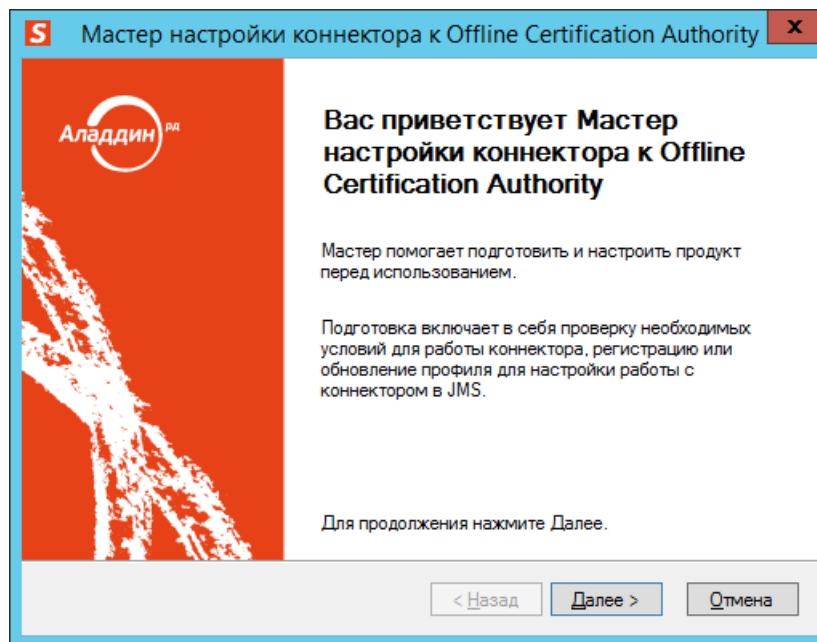 S Мастер настройки коннектора к Offline Certification Authority x
Аладдин РД
Вас приветствует Мастер
настройки коннектора к Offline
Certification Authority
Мастер помогает подготовить и настроить продукт
перед использованием.
Подготовка включает в себя проверку необходимых
условий для работы коннектора, регистрацию или
обновление профиля для настройки работы с
коннектором в JMS.
Для продолжения нажмите Далее.
< Назад Далее > Отмена